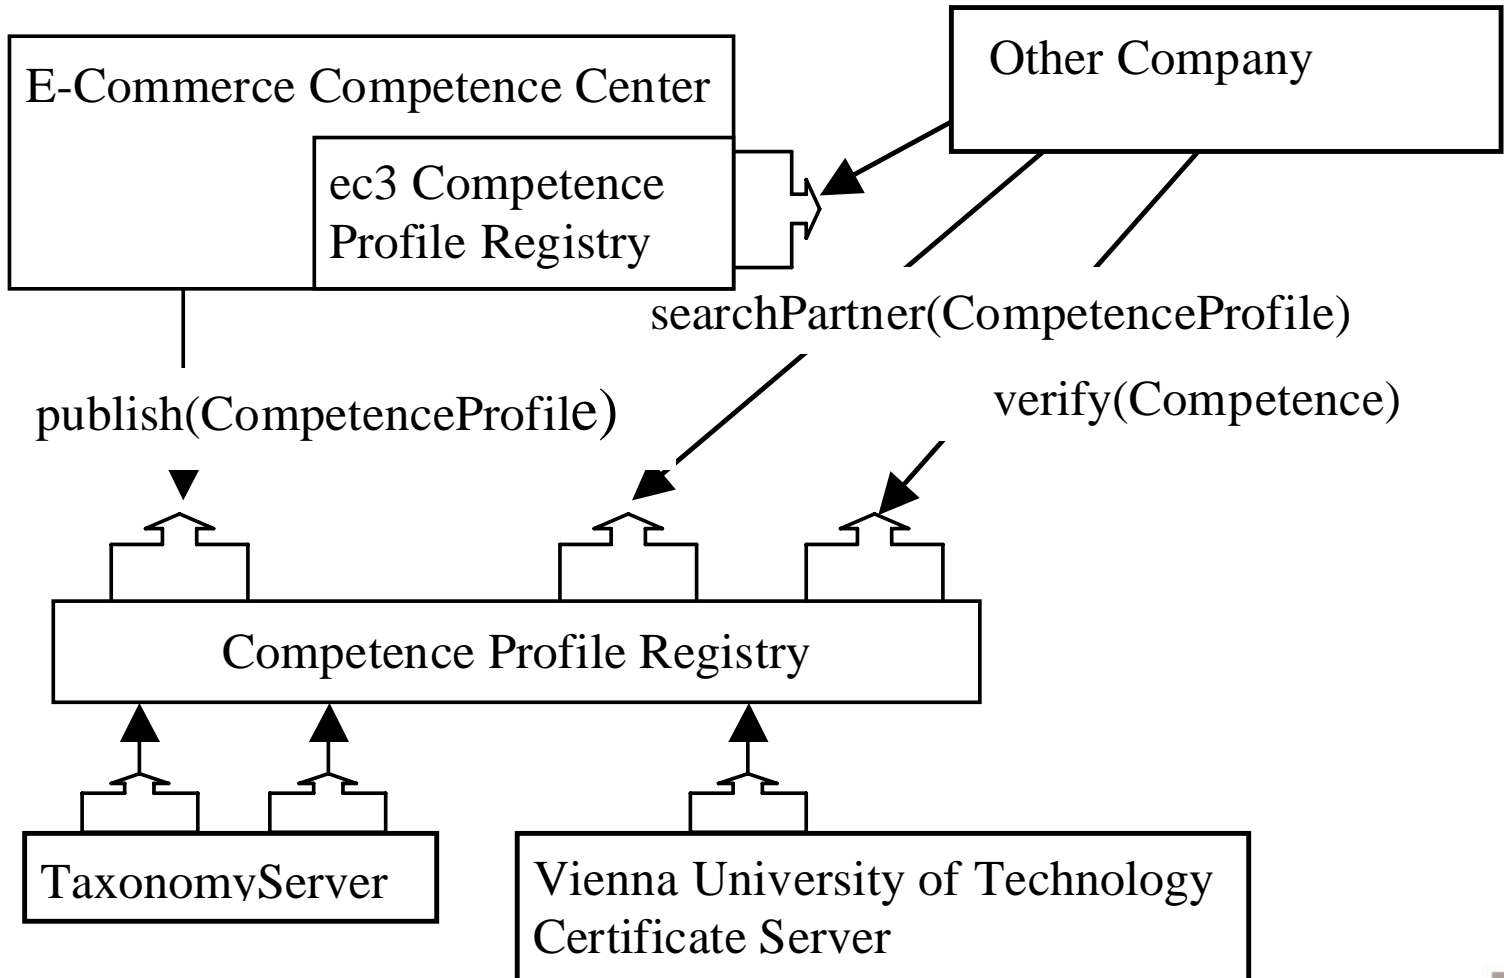 E-Commerce Competence Center
Other Company
ec3 Competence
Profile Registry
searchPartner(CompetenceProfile)
publish(CompetenceProfile)
verify(Competence)
Competence Profile Registry
TaxonomyServer
Vienna University of Technology
Certificate Server